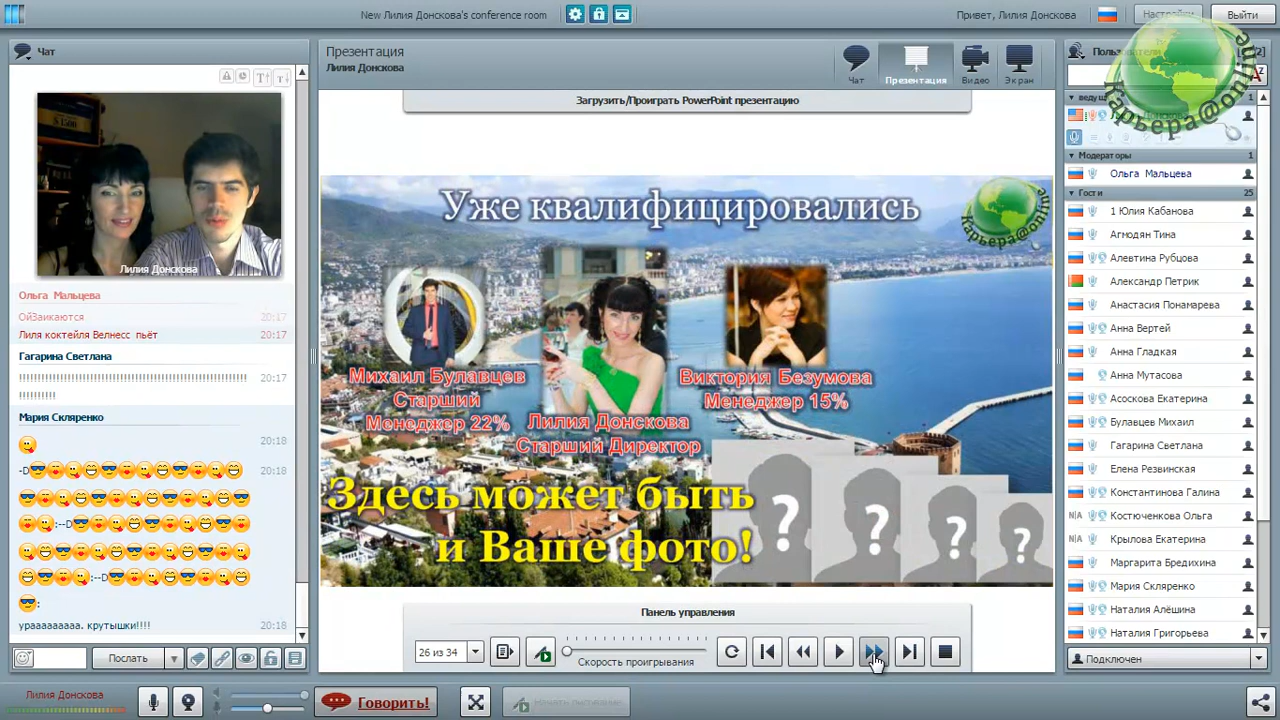 New Лилия Донскова's conference room
Привет, Лилия Донскова
Настройки
Выйти
Чат
Лилия Донскова
Ольга Мальцева
ОйЗаикаются 20:17
Лиля коктейля Велнесс пьёт 20:17
Гагарина Светлана
!!!!!!!!!!!!!!!!!!!!!!!!!!!!!!!!!!!!!!!!!!!!!!!!!!!!!!!!!!!!!! 20:17
!!!!!!!!!!
Мария Скляренко
20:18
-D 20:18
:--D
:--D
:
урааааааааа. крутышки!!!! 20:18
Послать
Презентация
Лилия Донскова
Чат
Презентация
Видео
Экран
Загрузить/Проиграть PowerPoint презентацию
Уже квалифицировались
Карьера@online
Михаил Булавцев
Старший
Менеджер 22%
Лилия Донскова
Старший Директор
Виктория Безумова
Менеджер 15%
Здесь может быть
и Ваше фото!
? ? ? ?
Панель управления
26 из 34
Скорость проигрывания
Пользователи
Карьера@online
1
Модераторы 1
Ольга Мальцева
Гости 25
1 Юлия Кабанова
Агмодян Тина
Алевтина Рубцова
Александр Петрик
Анастасия Понамарева
Анна Вертей
Анна Гладкая
Анна Мутасова
Асоскова Екатерина
Булавцев Михаил
Гагарина Светлана
Елена Резвинская
Константинова Галина
N/A Костюченкова Ольга
N/A Крылова Екатерина
Маргарита Бредихина
Мария Скляренко
Наталия Алёшина
Наталия Григорьева
Подключен
Лилия Донскова
Говорить!